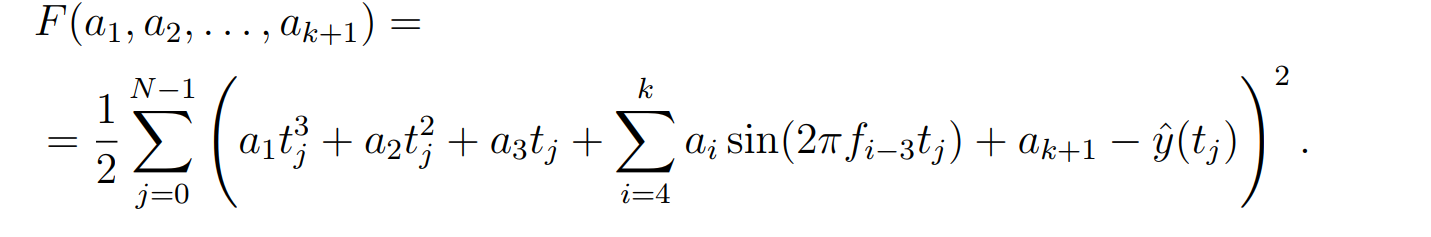 F(a_1, a_2, \ldots, a_{k+1}) =
= \frac{1}{2} \sum_{j=0}^{N-1} \left( a_1 t_j^3 + a_2 t_j^2 + a_3 t_j + \sum_{i=4}^{k} a_i \sin(2\pi f_{i-3} t_j) + a_{k+1} - \hat{y}(t_j) \right)^2 .